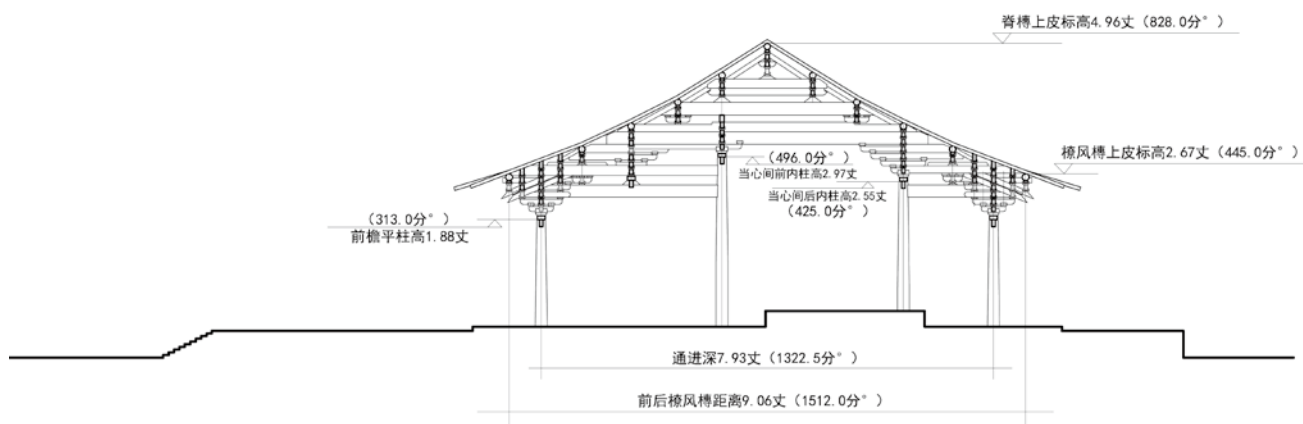 脊槫上皮标高4.96丈（828.0分°）
橑风槫上皮标高2.67丈（445.0分°）
（496.0分°）
当心间前内柱高2.97丈
当心间后内柱高2.55丈
（425.0分°）
（313.0分°）
前檐平柱高1.88丈
通进深7.93丈（1322.5分°）
前后橑风槫距离9.06丈（1512.0分°）